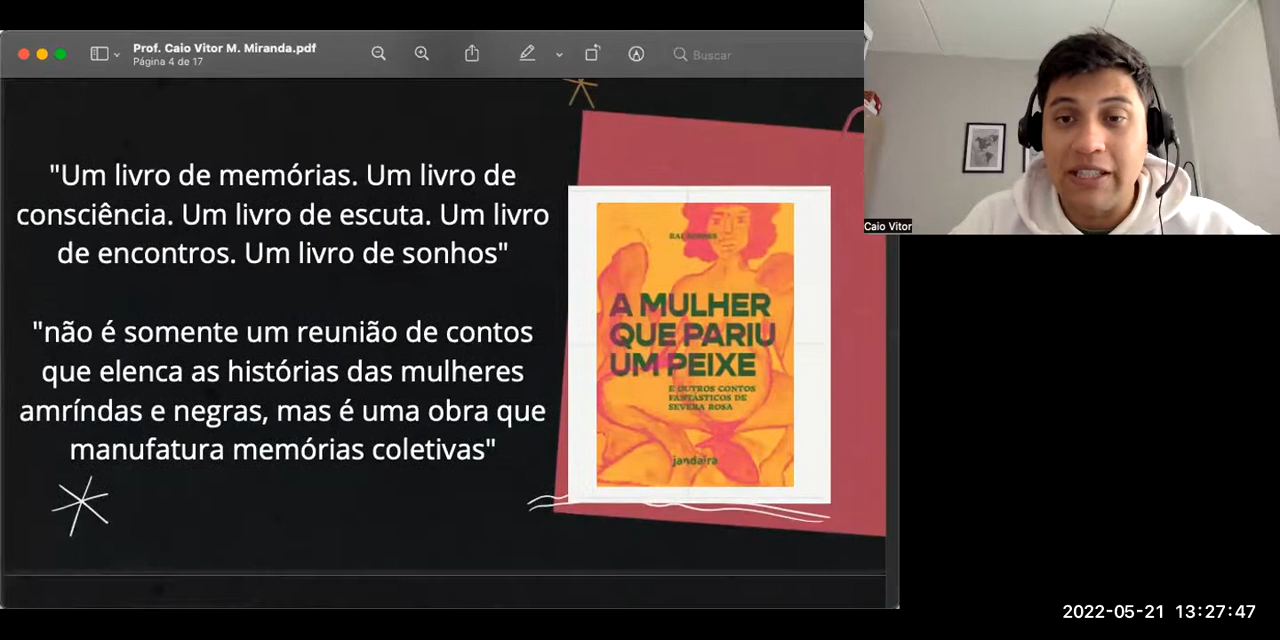 Prof. Caio Vitor M. Miranda.pdf
Página 4 de 17
Buscar
"Um livro de memórias. Um livro de
consciência. Um livro de escuta. Um livro
de encontros. Um livro de sonhos"
"não é somente um reunião de contos
que elenca as histórias das mulheres
amríndas e negras, mas é uma obra que
manufatura memórias coletivas"
A MULHER
QUE PARIU
UM PEIXE
E OUTROS CONTOS
FANTÁSTICOS DE
SEVERA ROSA
jandaíra
Caio Vitor
2022-05-21 13:27:47